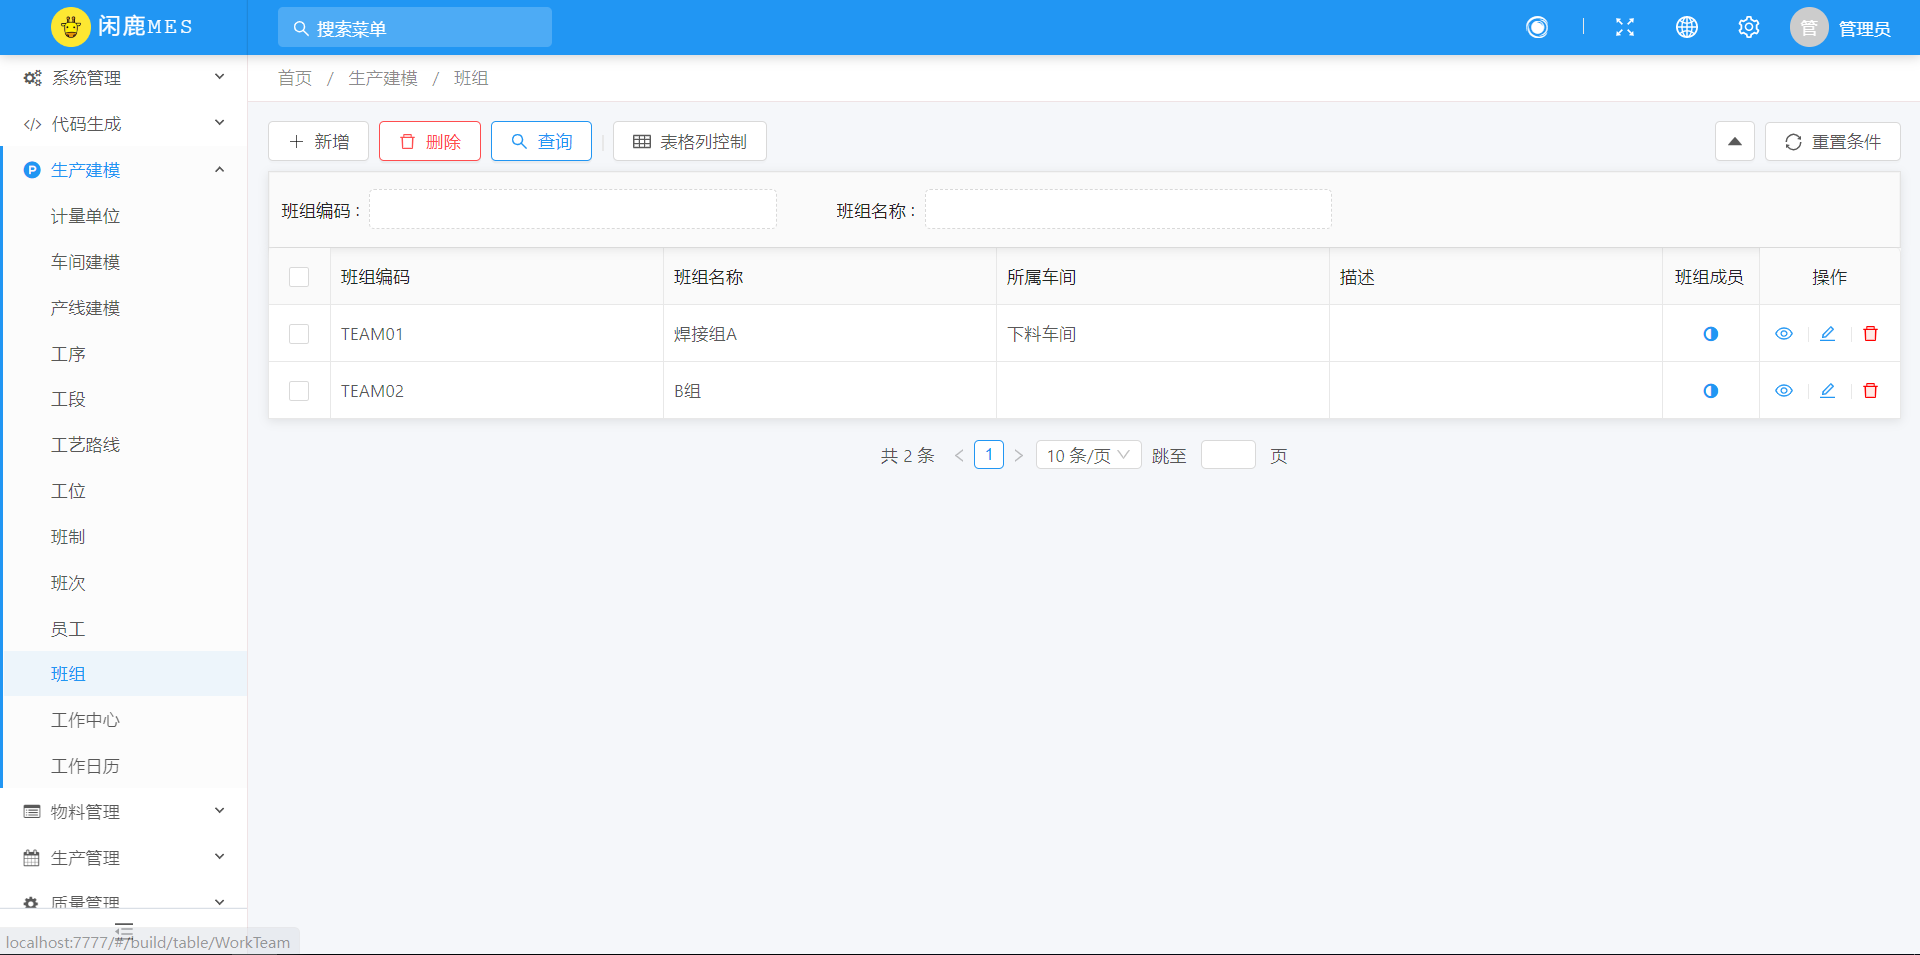 闲鹿MES
搜索菜单
管
管理员
系统管理
代码生成
生产建模
计量单位
车间建模
产线建模
工序
工段
工艺路线
工位
班制
班次
员工
班组
工作中心
工作日历
物料管理
生产管理
质量管理
localhost:7777/#/build/table/WorkTeam
首页 / 生产建模 / 班组
新增 删除 查询 表格列控制 重置条件
班组编码 : 班组名称 :
班组编码 班组名称 所属车间 描述 班组成员 操作
TEAM01 焊接组A 下料车间
TEAM02 B组
共 2 条 1 10 条/页 跳至 页